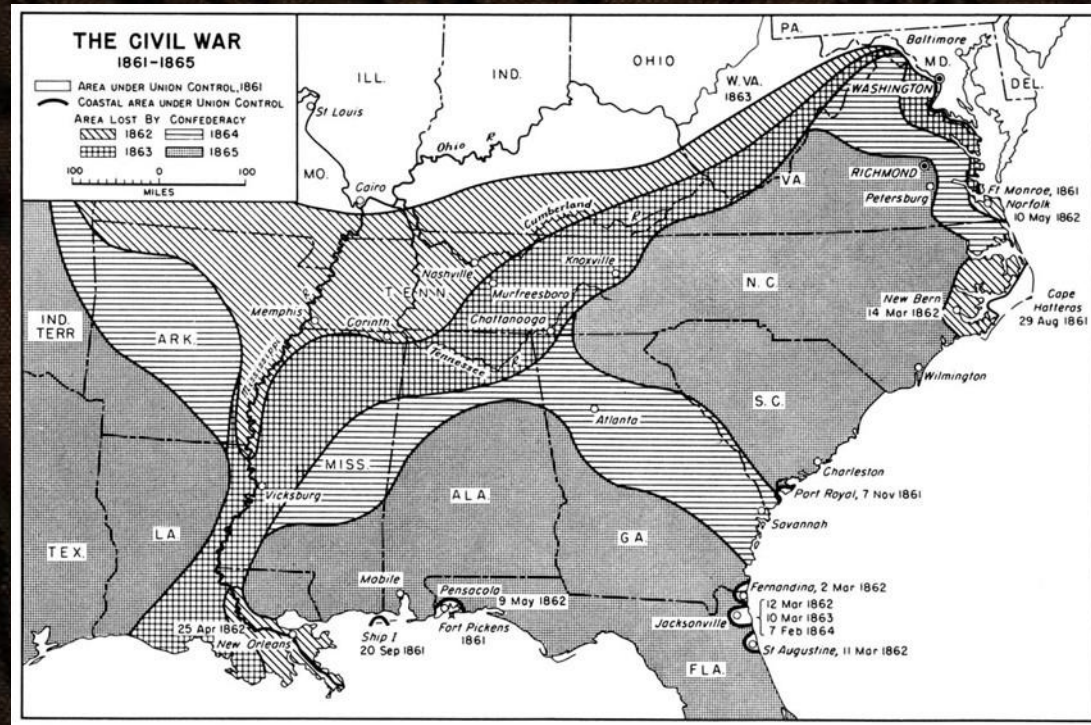 THE CIVIL WAR
1861-1865
AREA UNDER UNION CONTROL, 1861
COASTAL AREA UNDER UNION CONTROL
AREA LOST BY CONFEDERACY
1862 1864
1863 1865
100 0 100
MILES
PA.
Baltimore
ILL.
IND.
OHIO
W. VA.
1863
MD.
DEL.
WASHINGTON
St Louis
Ohio R
MO.
Cairo
VA.
RICHMOND
Petersburg
Ft Monroe, 1861
Norfolk
10 May 1862
Cumberland R
Nashville
TENN.
Knoxville
Murfreesboro
Chattanooga
N.C.
New Bern
14 Mar 1862
Cape
Hatteras
29 Aug 1861
IND.
TERR
ARK.
Memphis
Corinth
Mississippi R
Tennessee R
Wilmington
S.C.
Atlanta
Charleston
Port Royal, 7 Nov 1861
MISS.
Vicksburg
ALA.
GA.
Savannah
TEX.
LA.
Mobile
Pensacola
9 May 1862
Fernandina, 2 Mar 1862
12 Mar 1862
Jacksonville 10 Mar 1863
7 Feb 1864
25 Apr 1862
New Orleans
Ship I
20 Sep 1861
Fort Pickens
1861
St Augustine, 11 Mar 1862
FLA.